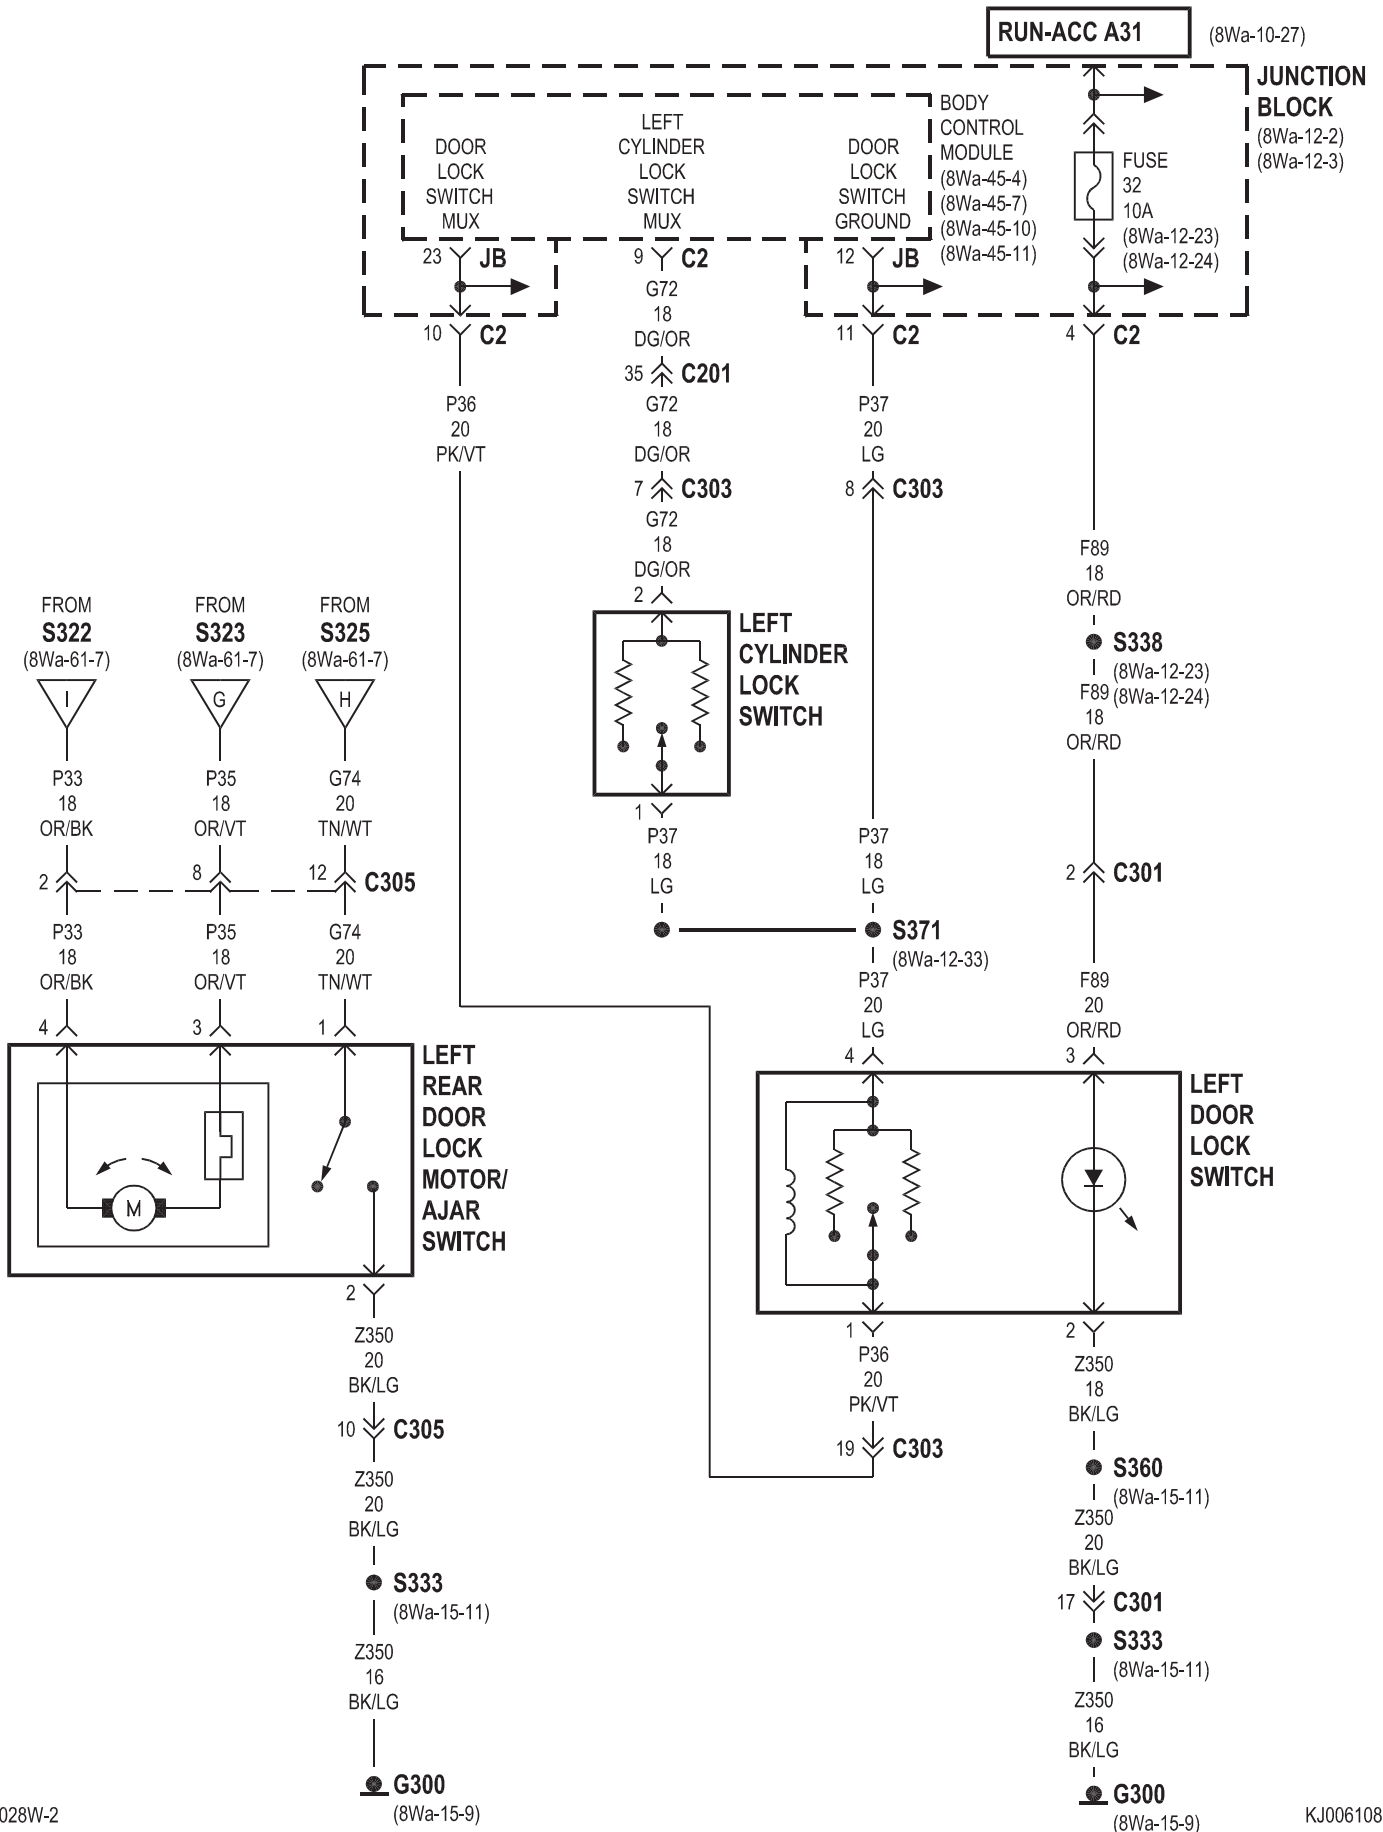 RUN-ACC A31
(8Wa-10-27)
JUNCTION
BLOCK
(8Wa-12-2)
(8Wa-12-3)
BODY
CONTROL
MODULE
(8Wa-45-4)
(8Wa-45-7)
(8Wa-45-10)
(8Wa-45-11)
DOOR
LOCK
SWITCH
MUX
LEFT
CYLINDER
LOCK
SWITCH
MUX
DOOR
LOCK
SWITCH
GROUND
FUSE
32
10A
(8Wa-12-23)
(8Wa-12-24)
23 JB
9 C2
12 JB
10 C2
G72
18
DG/OR
11 C2
4 C2
35 C201
P36
20
PK/VT
G72
18
DG/OR
P37
20
LG
7 C303
8 C303
G72
18
DG/OR
2
F89
18
OR/RD
S338
(8Wa-12-23)
(8Wa-12-24)
F89
18
OR/RD
FROM
S322
(8Wa-61-7)
I
FROM
S323
(8Wa-61-7)
G
FROM
S325
(8Wa-61-7)
H
LEFT
CYLINDER
LOCK
SWITCH
P33
18
OR/BK
P35
18
OR/VT
G74
20
TN/WT
1
P37
18
LG
P37
18
LG
2
8
12
C305
2 C301
S371
(8Wa-12-33)
P33
18
OR/BK
P35
18
OR/VT
G74
20
TN/WT
P37
20
LG
F89
20
OR/RD
4
3
1
4
3
LEFT
REAR
DOOR
LOCK
MOTOR/
AJAR
SWITCH
M
LEFT
DOOR
LOCK
SWITCH
2
Z350
20
BK/LG
10 C305
Z350
20
BK/LG
S333
(8Wa-15-11)
Z350
16
BK/LG
G300
(8Wa-15-9)
1
P36
20
PK/VT
19 C303
2
Z350
18
BK/LG
S360
(8Wa-15-11)
Z350
20
BK/LG
17 C301
S333
(8Wa-15-11)
Z350
16
BK/LG
G300
(8Wa-15-9)
028W-2
KJ006108